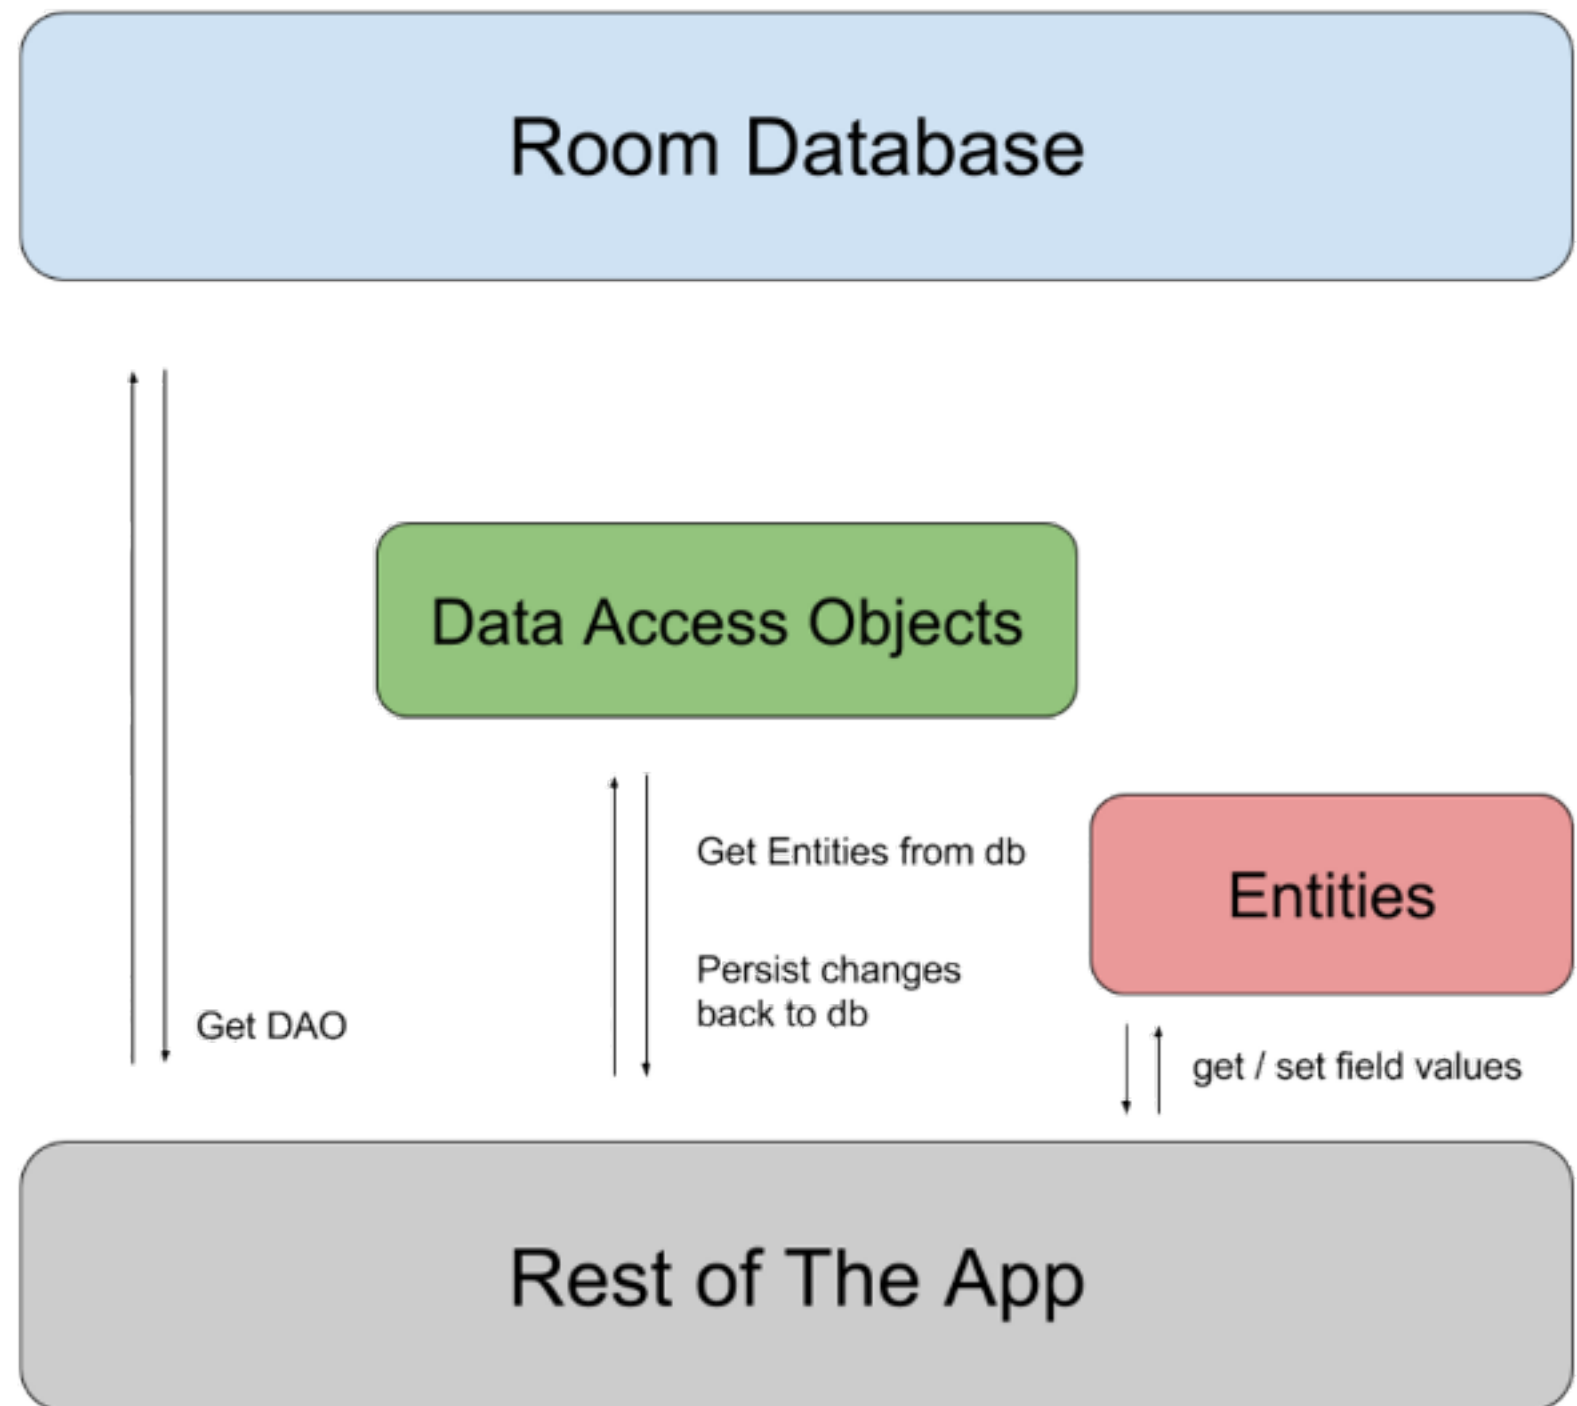 Room Database
Data Access Objects
Get Entities from db
Persist changes
back to db
Entities
Get DAO
get / set field values
Rest of The App